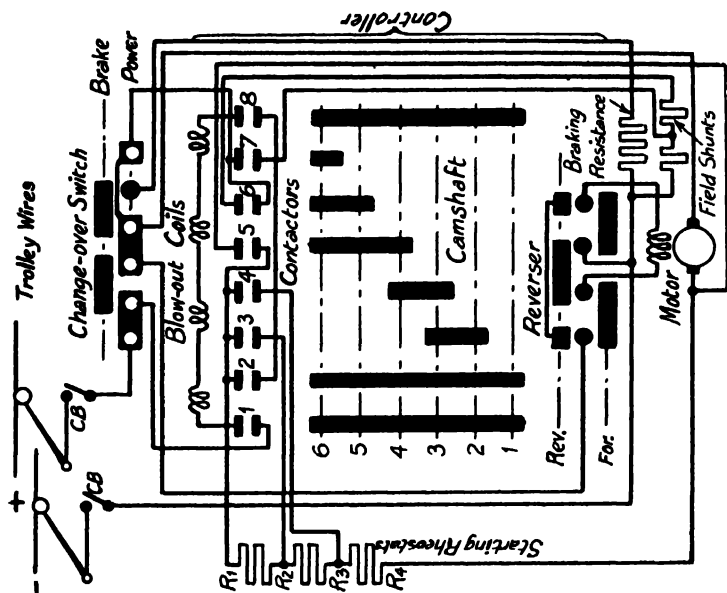 Controller
Trolley Wires
+
–
CB
CB
Change-over Switch
Brake
Power
Blow-out Coils
1 2 3 4 5 6 7 8
Contactors
6 5 4 3 2 1
Camshaft
Reverser
Rev.
For.
Braking
Resistance
Field Shunts
Motor
R1
R2
R3
R4
Starting Rheostats